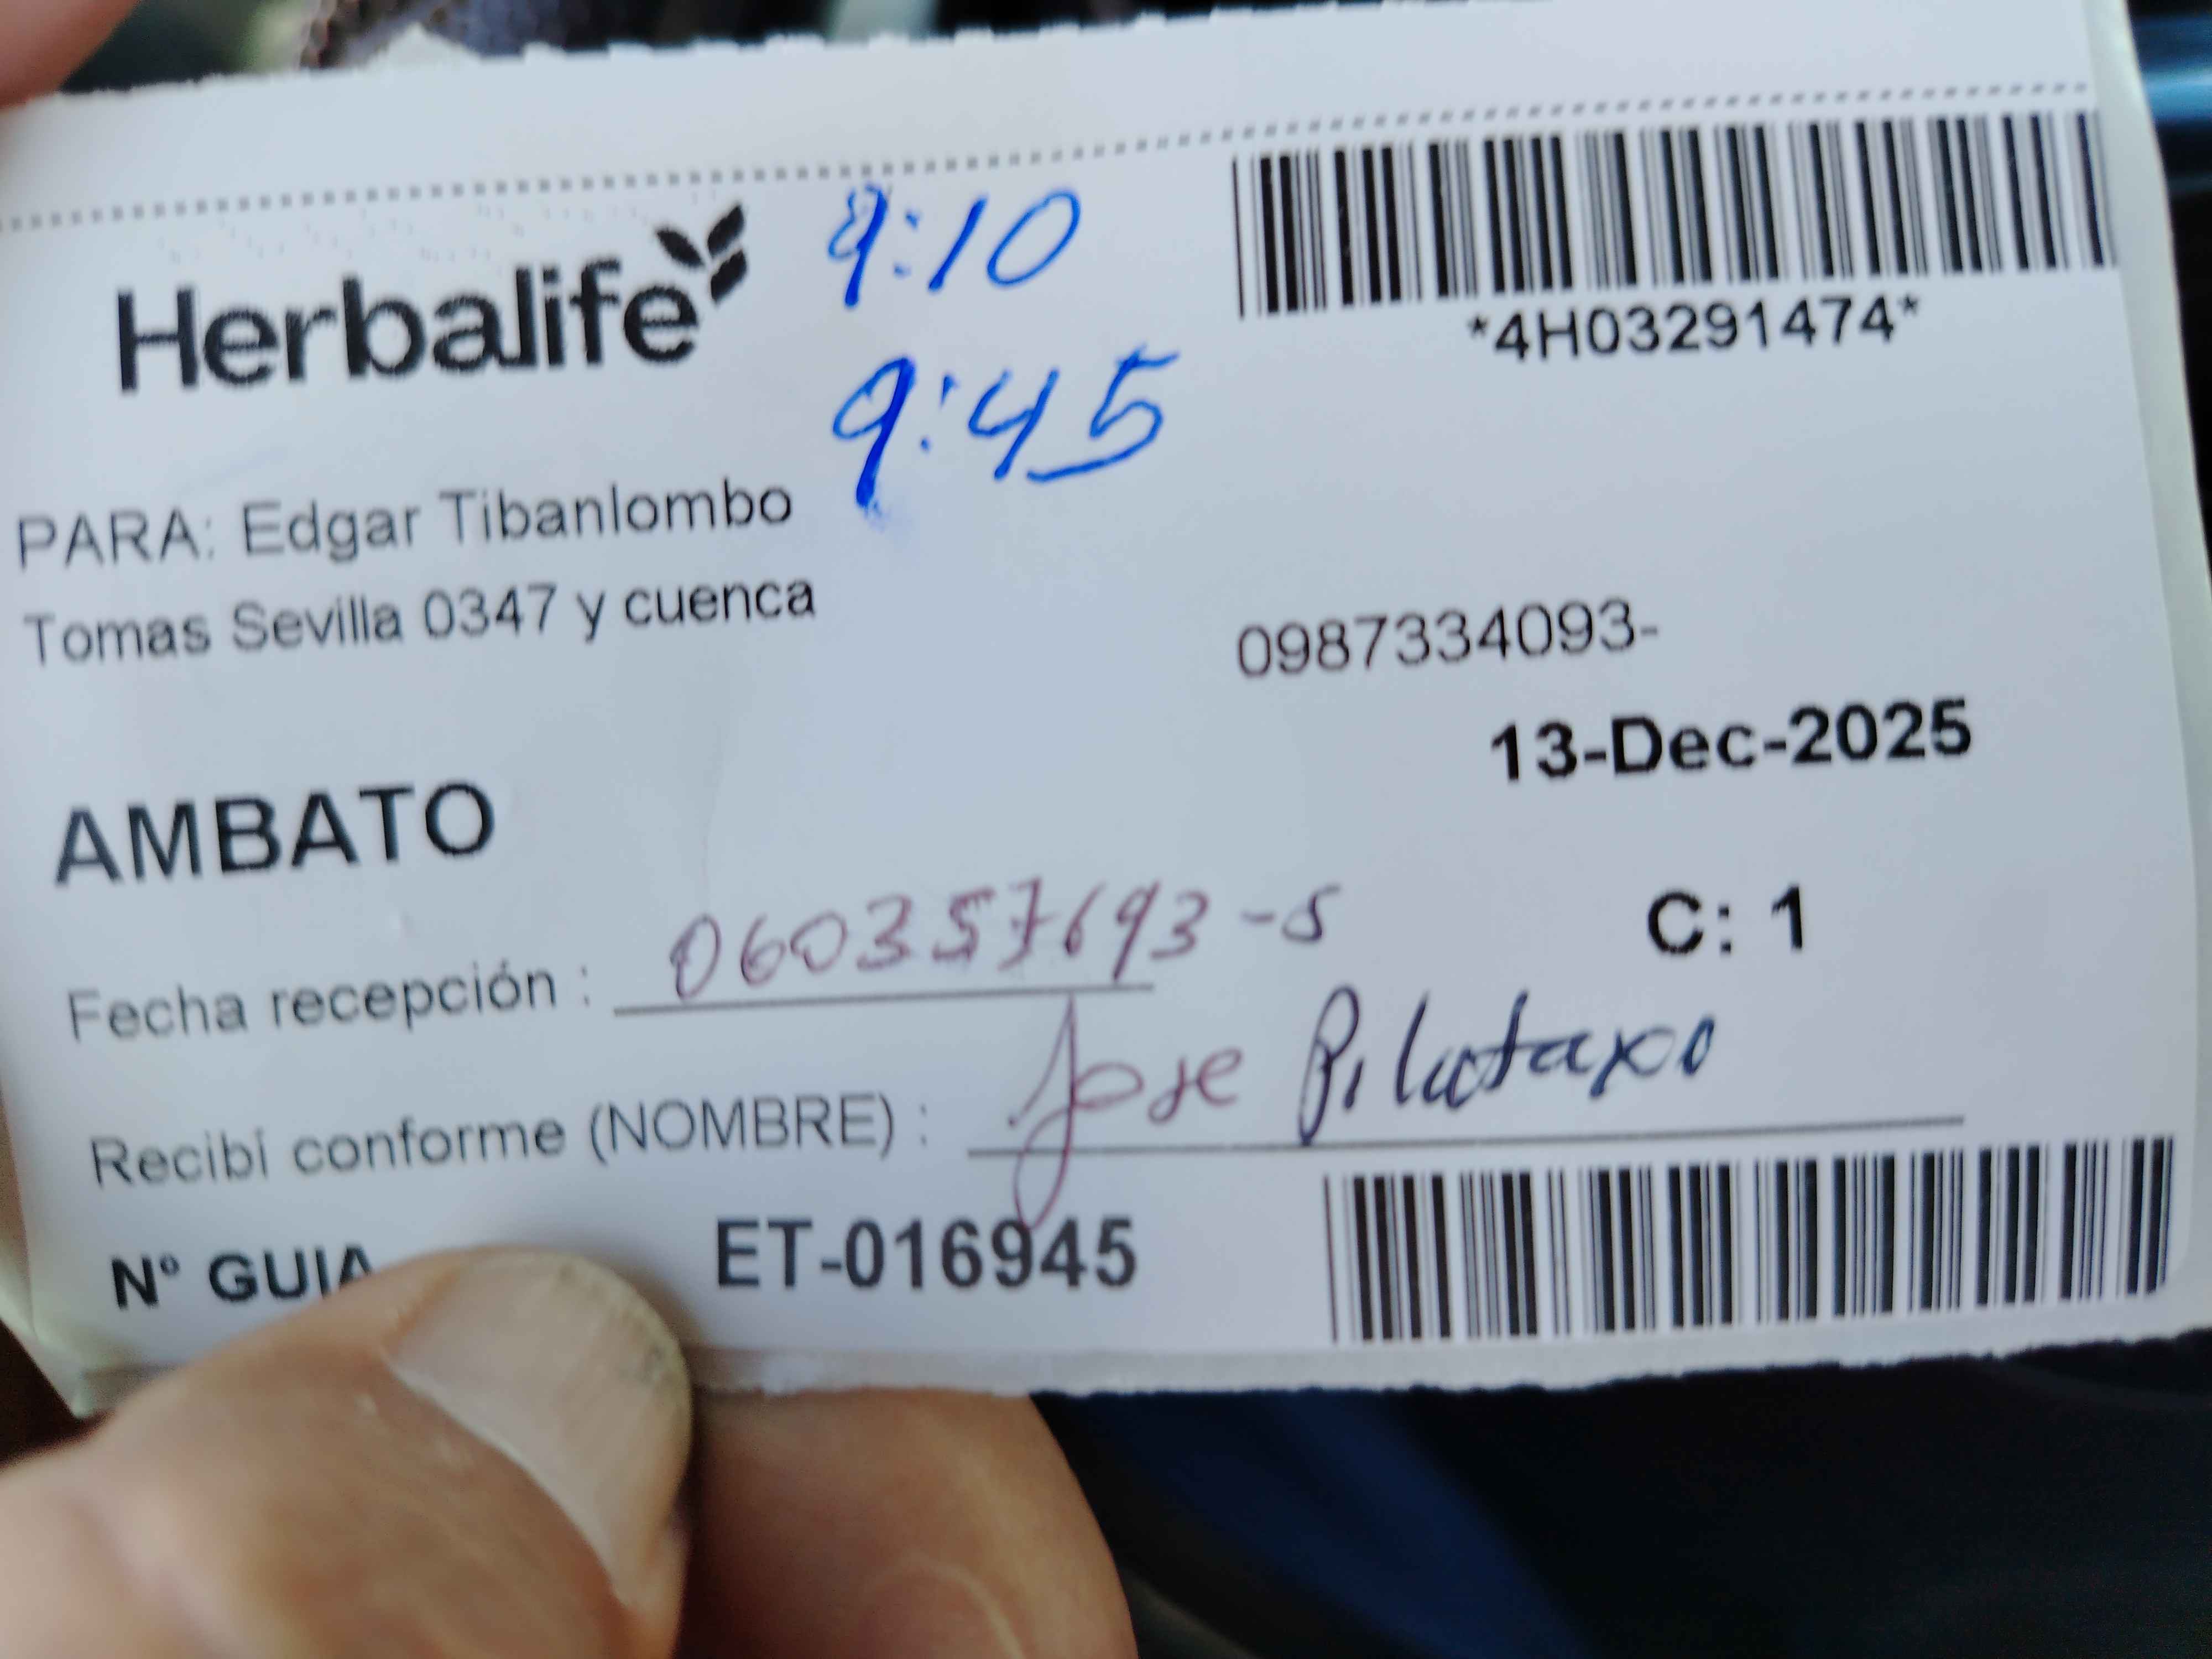 Herbalife
9:10
9:45
*4H03291474*
PARA: Edgar Tibanlombo
Tomas Sevilla 0347 y cuenca
0987334093-
13-Dec-2025
AMBATO
C: 1
Fecha recepción : 060357693-5
Recibí conforme (NOMBRE) : Jose Pilataxo
N° GUIA ET-016945